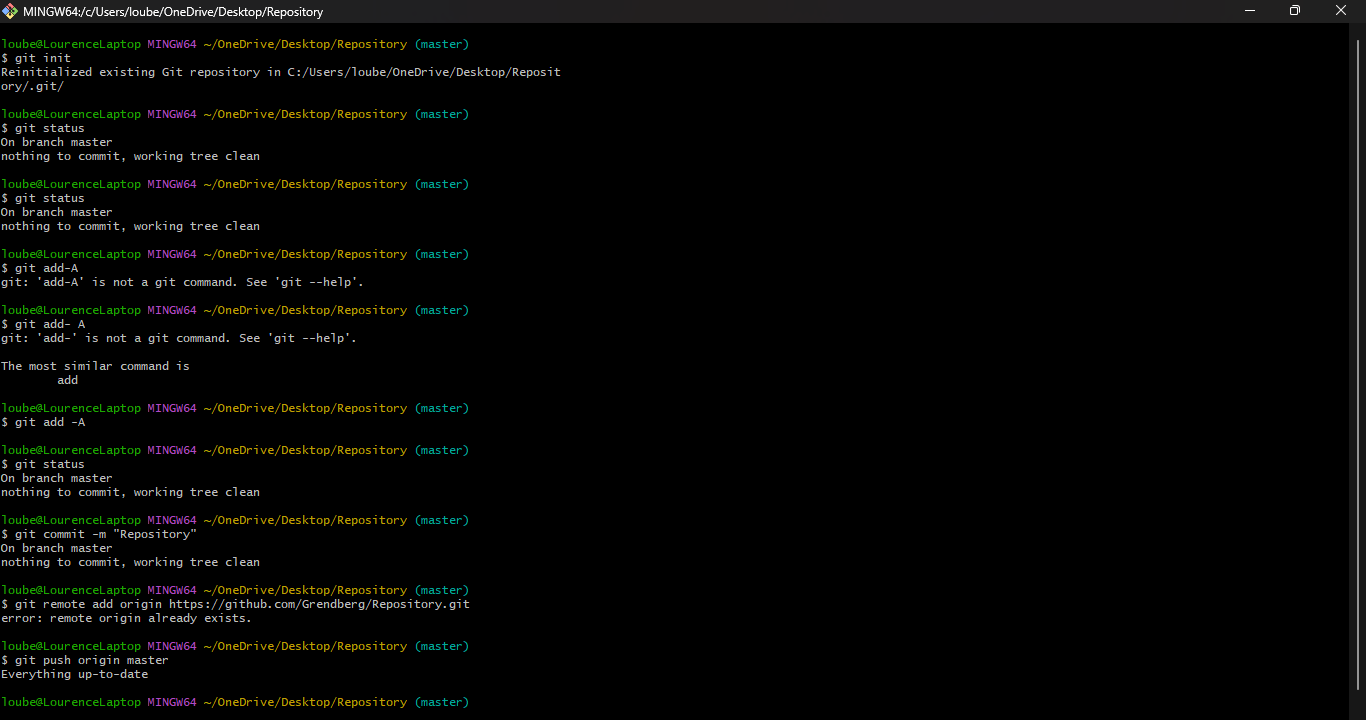 MINGW64:/c/Users/loube/OneDrive/Desktop/Repository
loube@LourenceLaptop MINGW64 ~/OneDrive/Desktop/Repository (master)
$ git init
Reinitialized existing Git repository in C:/Users/loube/OneDrive/Desktop/Reposit
ory/.git/
loube@LourenceLaptop MINGW64 ~/OneDrive/Desktop/Repository (master)
$ git status
On branch master
nothing to commit, working tree clean
loube@LourenceLaptop MINGW64 ~/OneDrive/Desktop/Repository (master)
$ git status
On branch master
nothing to commit, working tree clean
loube@LourenceLaptop MINGW64 ~/OneDrive/Desktop/Repository (master)
$ git add-A
git: 'add-A' is not a git command. See 'git --help'.
loube@LourenceLaptop MINGW64 ~/OneDrive/Desktop/Repository (master)
$ git add- A
git: 'add-' is not a git command. See 'git --help'.
The most similar command is
add
loube@LourenceLaptop MINGW64 ~/OneDrive/Desktop/Repository (master)
$ git add -A
loube@LourenceLaptop MINGW64 ~/OneDrive/Desktop/Repository (master)
$ git status
On branch master
nothing to commit, working tree clean
loube@LourenceLaptop MINGW64 ~/OneDrive/Desktop/Repository (master)
$ git commit -m "Repository"
On branch master
nothing to commit, working tree clean
loube@LourenceLaptop MINGW64 ~/OneDrive/Desktop/Repository (master)
$ git remote add origin https://github.com/Grendberg/Repository.git
error: remote origin already exists.
loube@LourenceLaptop MINGW64 ~/OneDrive/Desktop/Repository (master)
$ git push origin master
Everything up-to-date
loube@LourenceLaptop MINGW64 ~/OneDrive/Desktop/Repository (master)